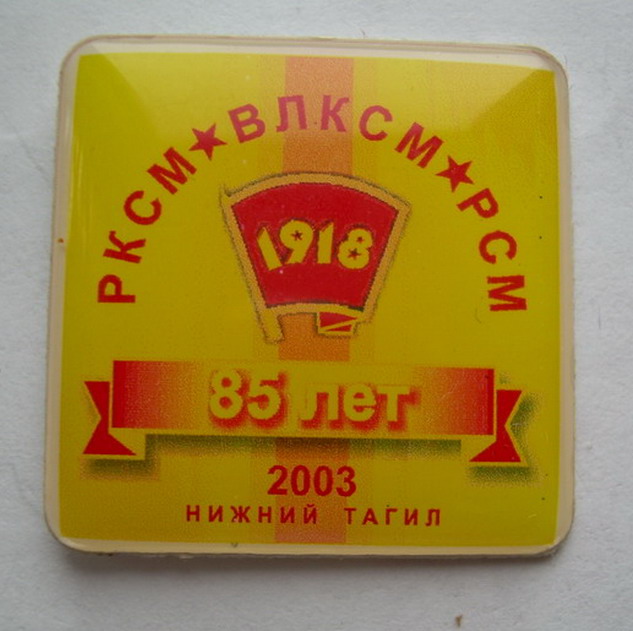 РКСМ★ВЛКСМ★РСМ
1918
85 лет
2003
НИЖНИЙ ТАГИЛ